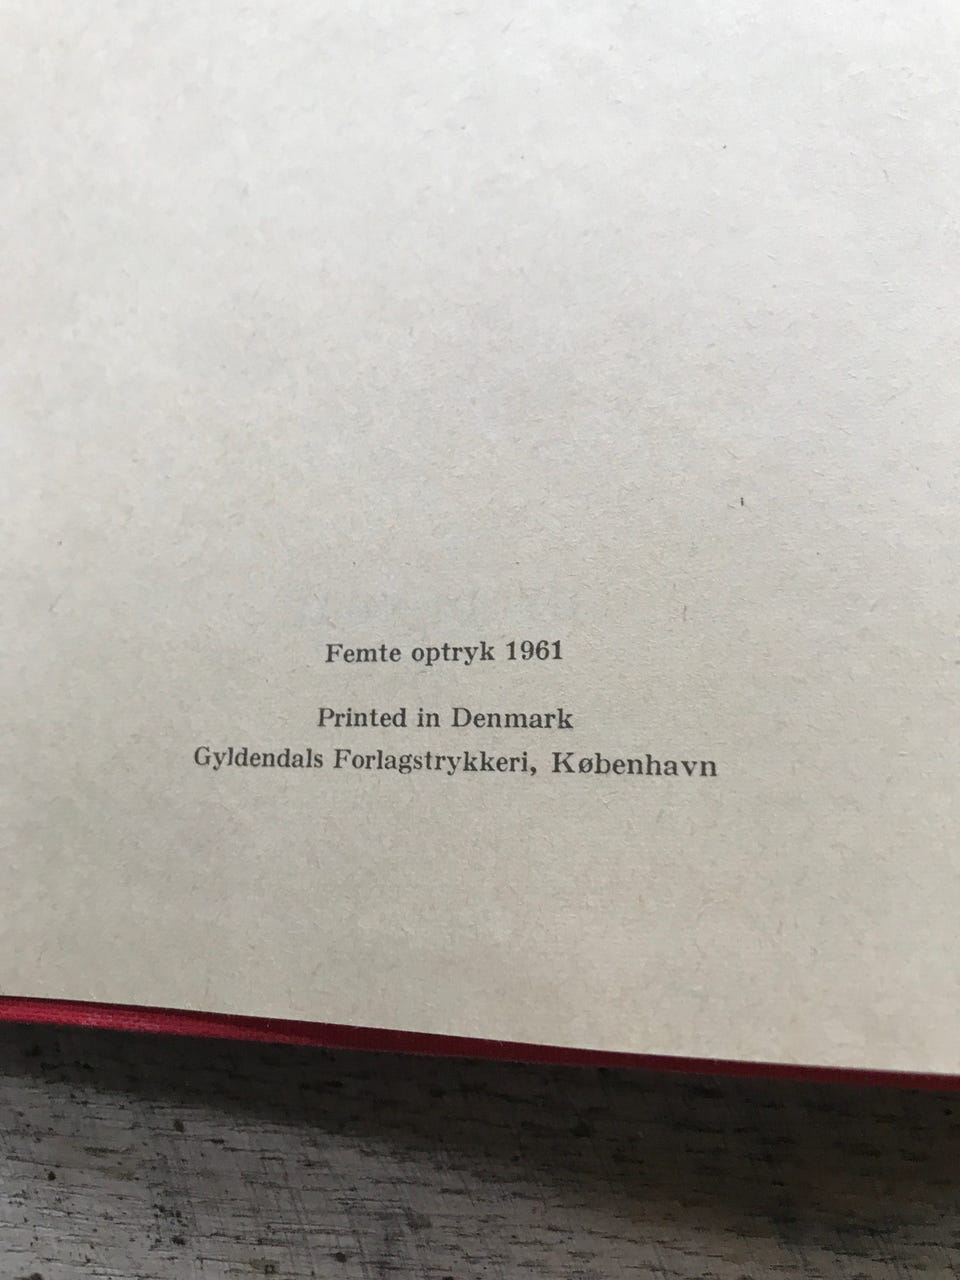 Femte optryk 1961
Printed in Denmark
Gyldendals Forlagstrykkeri, København